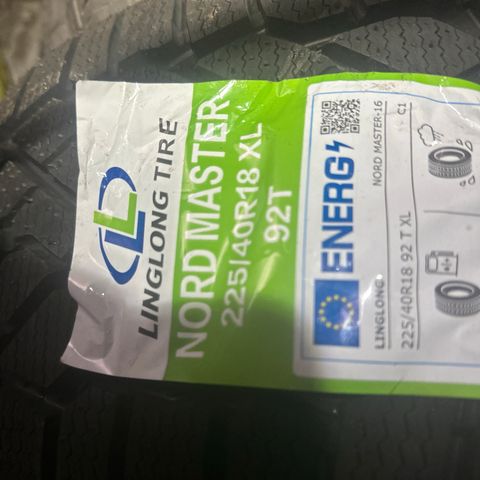 LINGLONG TIRE
NORD MASTER
225/40R18 XL
92T
ENERG
LINGLONG
NORD MASTER-16
225/40R18 92 T XL
C1